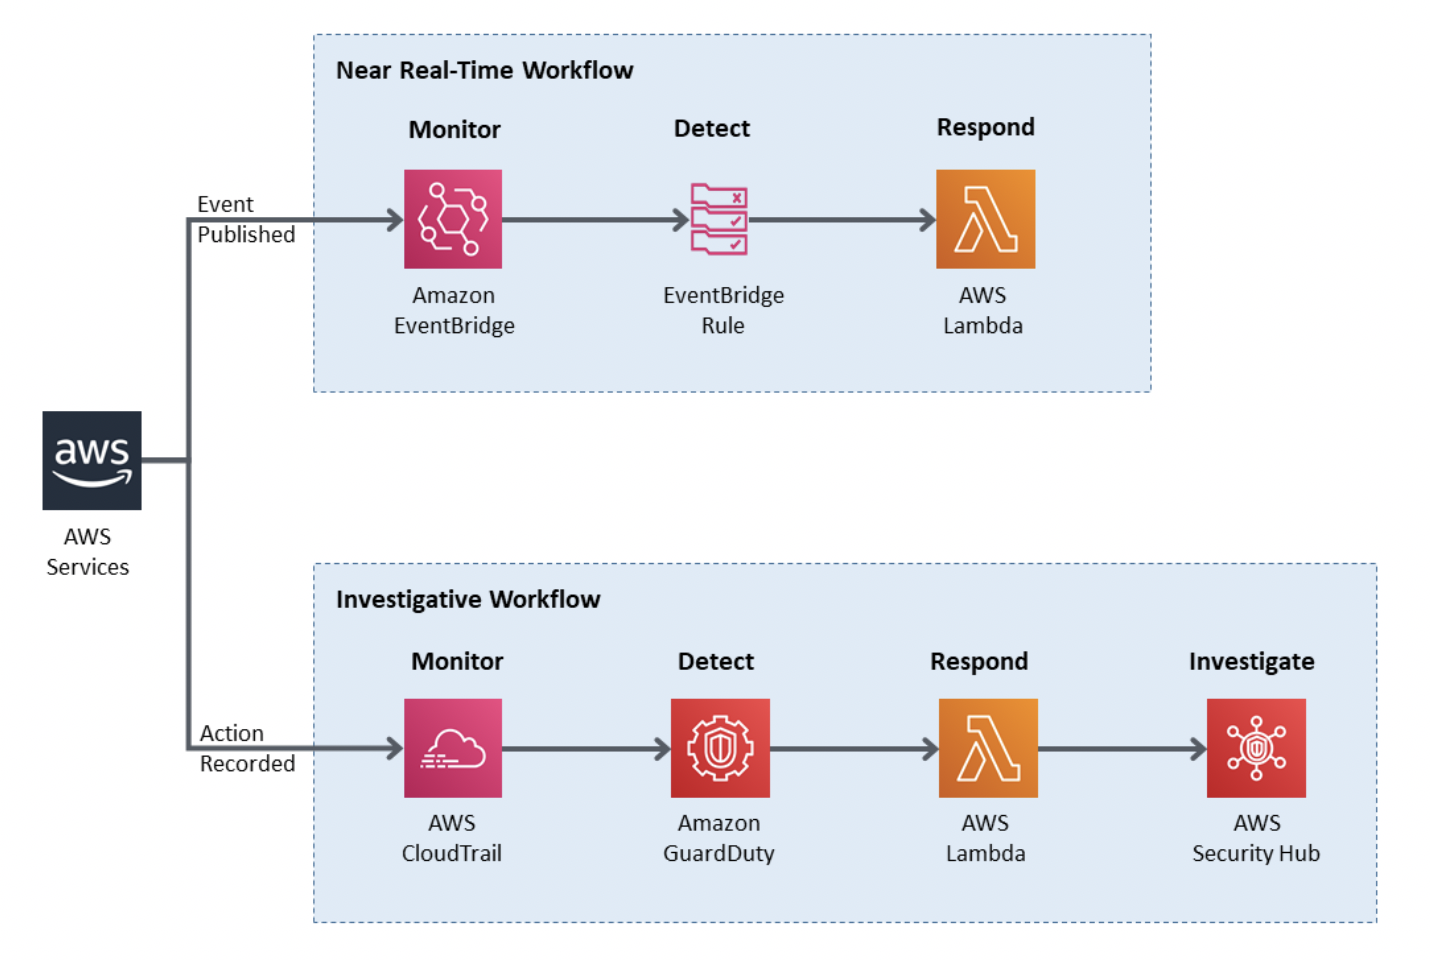 Near Real-Time Workflow
Monitor
Detect
Respond
Event
Published
Amazon
EventBridge
EventBridge
Rule
AWS
Lambda
aws
AWS
Services
Investigative Workflow
Monitor
Detect
Respond
Investigate
Action
Recorded
AWS
CloudTrail
Amazon
GuardDuty
AWS
Lambda
AWS
Security Hub